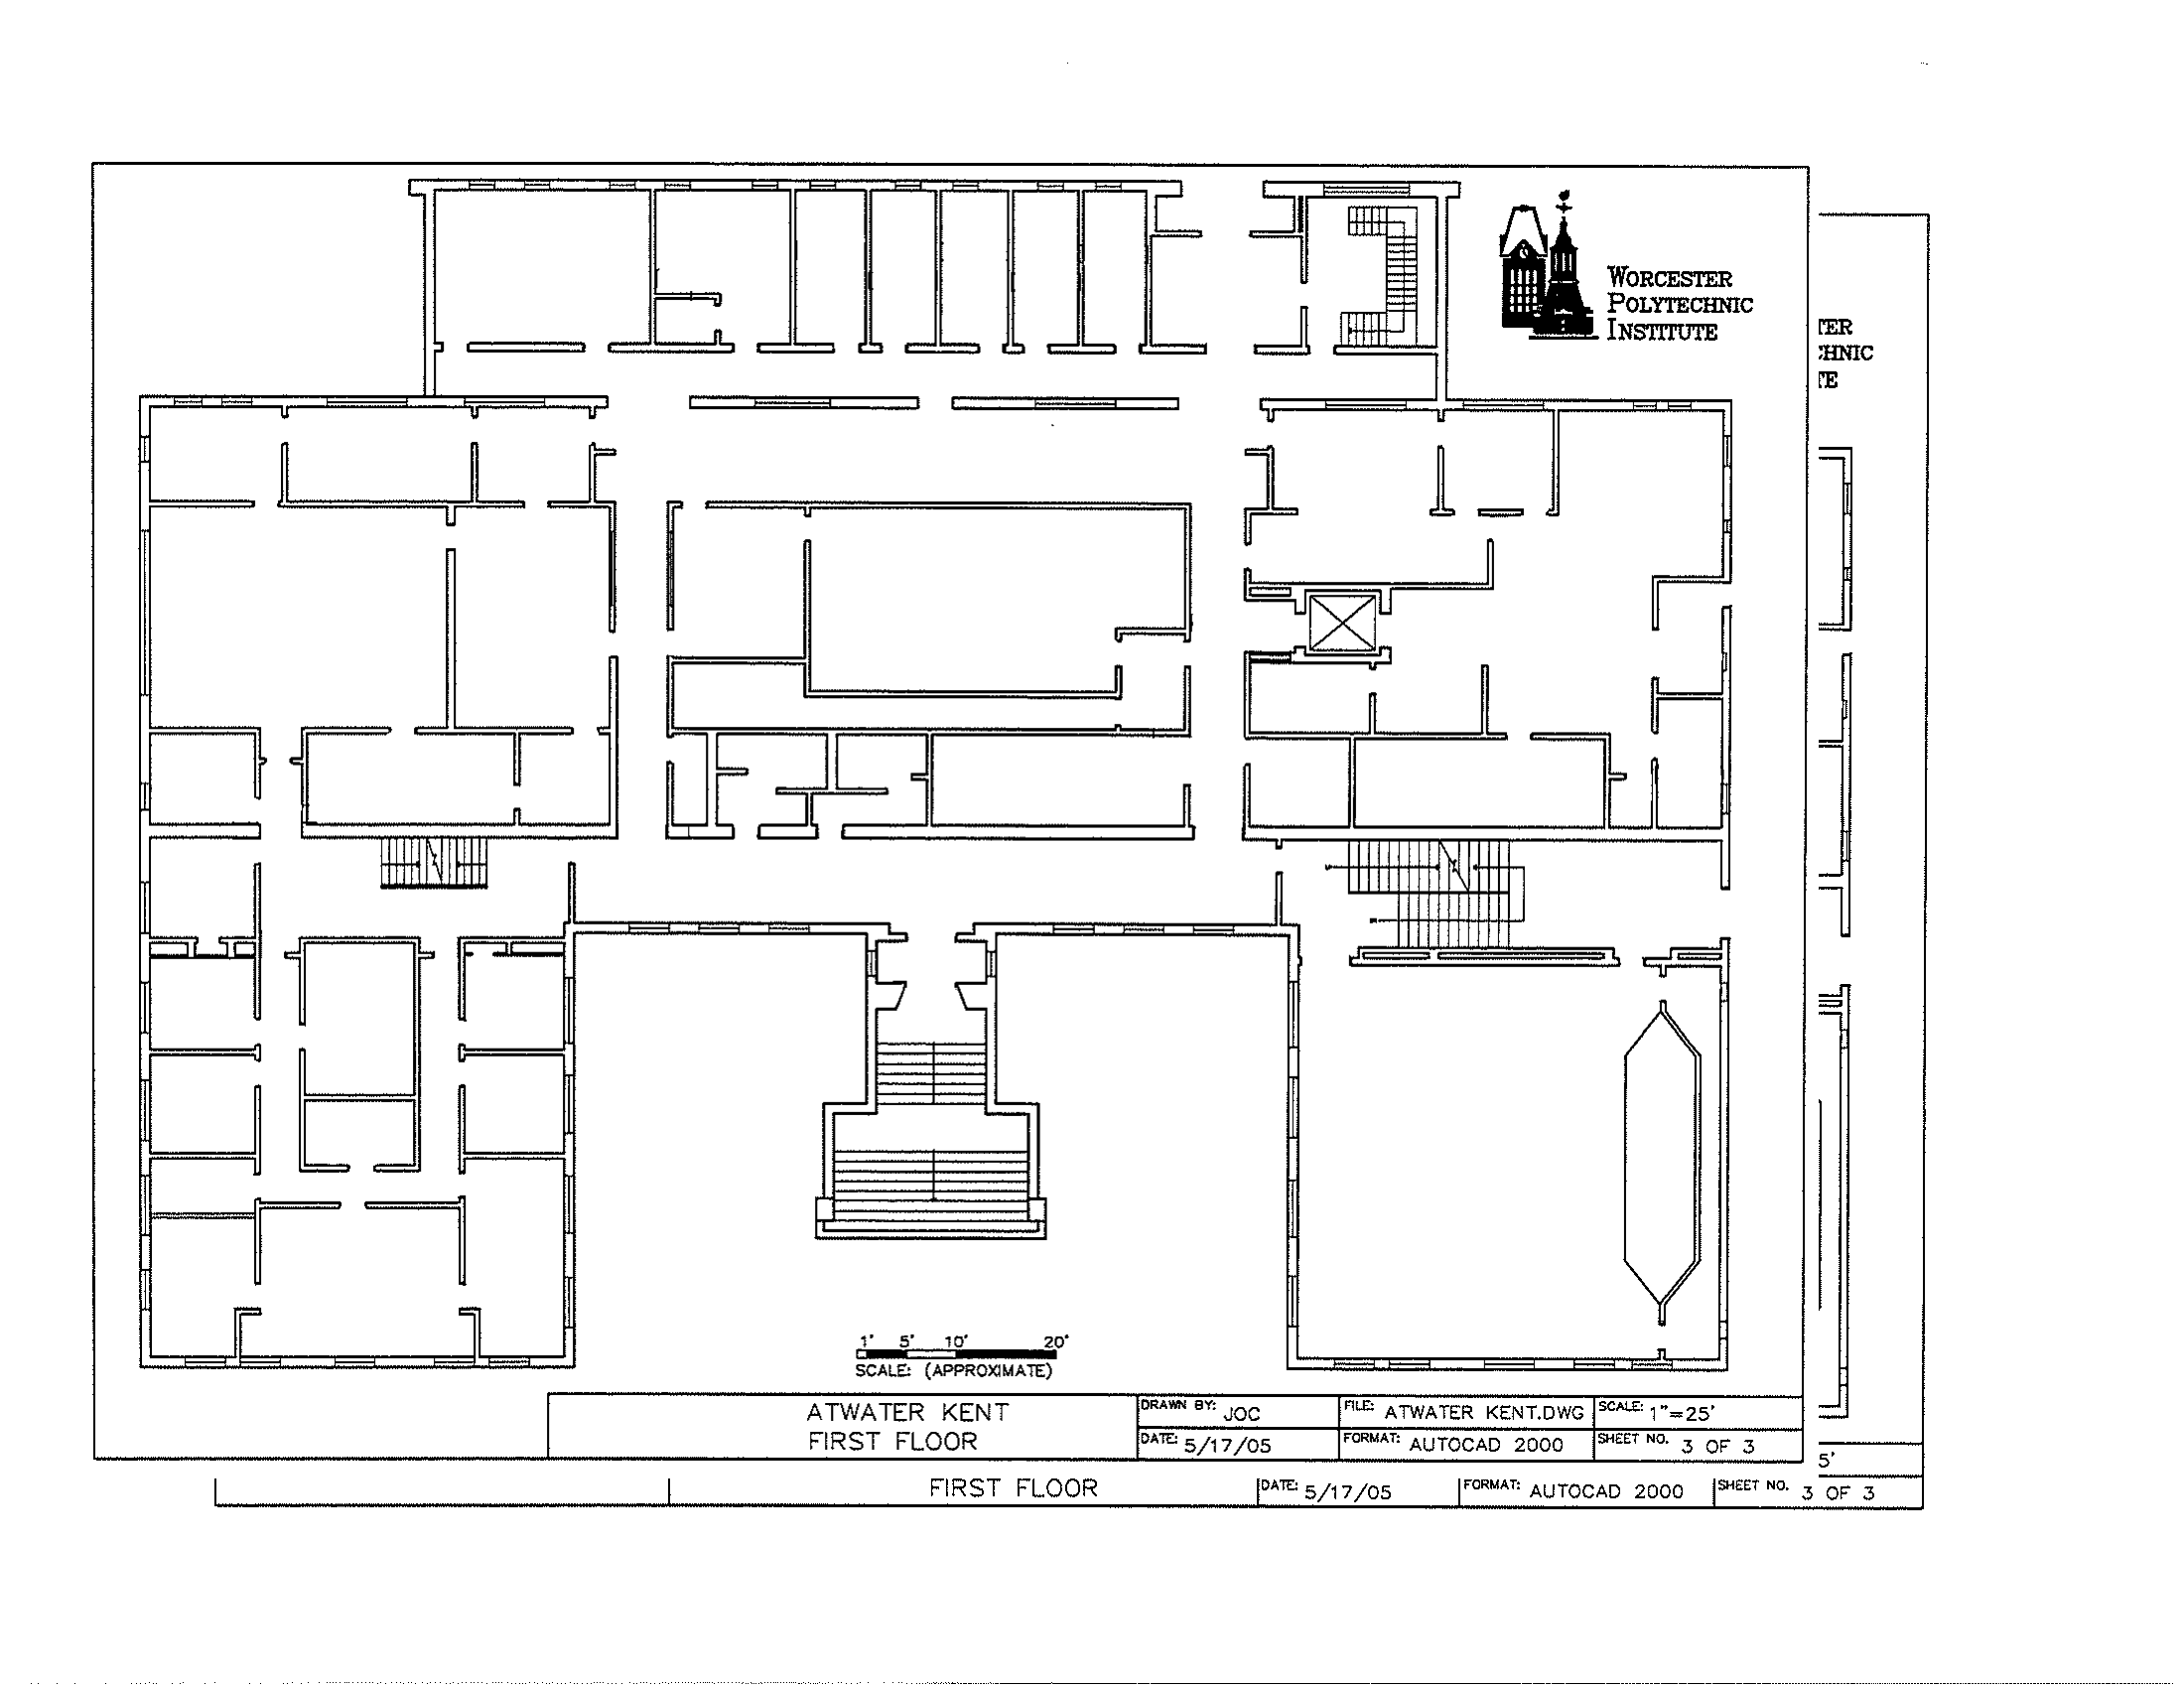 WORCESTER
POLYTECHNIC
INSTITUTE
TER
CHNIC
TE
1' 5' 10' 20'
SCALE: (APPROXIMATE)
ATWATER KENT
FIRST FLOOR
DRAWN BY: JOC
FILE: ATWATER KENT.DWG
SCALE: 1"=25'
DATE: 5/17/05
FORMAT: AUTOCAD 2000
SHEET NO. 3 OF 3
5'
FIRST FLOOR
DATE: 5/17/05
FORMAT: AUTOCAD 2000
SHEET NO. 3 OF 3